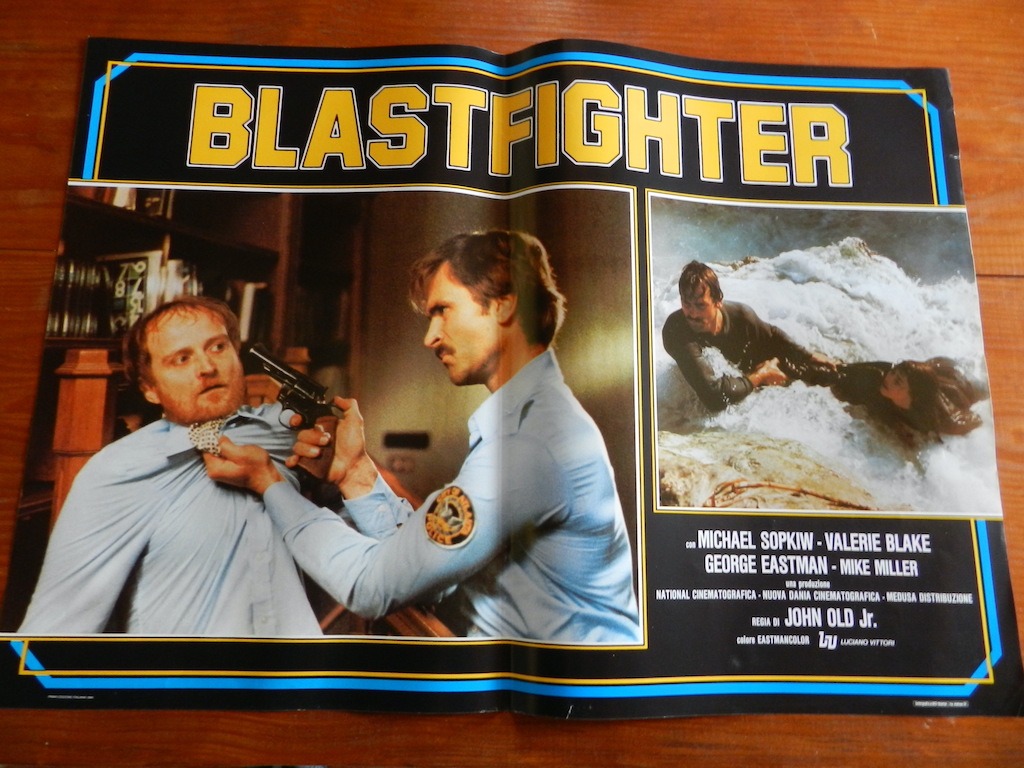 BLASTFIGHTER
con MICHAEL SOPKIW - VALERIE BLAKE
GEORGE EASTMAN - MIKE MILLER
una produzione
NATIONAL CINEMATOGRAFICA - NUOVA DANIA CINEMATOGRAFICA - MEDUSA DISTRIBUZIONE
REGIA DI JOHN OLD Jr.
colore EASTMANCOLOR LV LUCIANO VITTORI